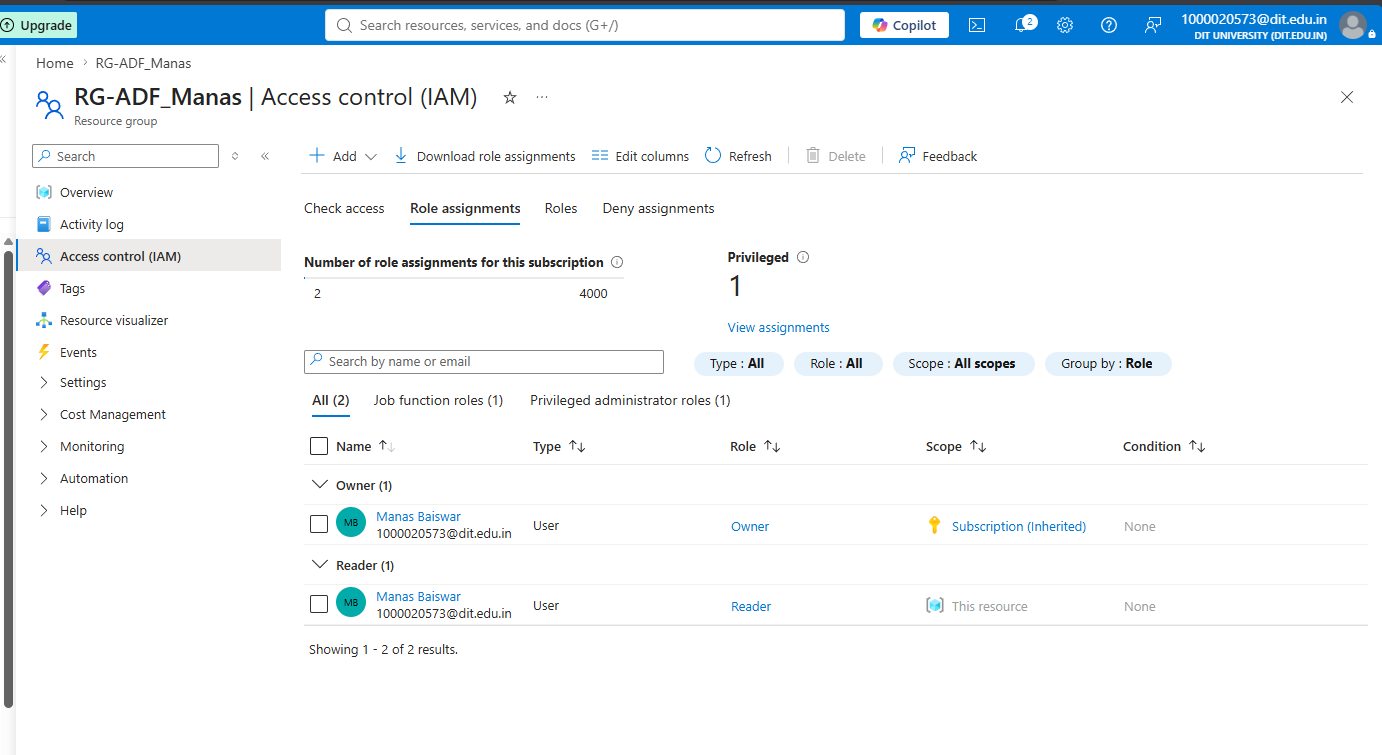 Upgrade
Search resources, services, and docs (G+/)
Copilot
2
1000020573@dit.edu.in
DIT UNIVERSITY (DIT.EDU.IN)
Home > RG-ADF_Manas
RG-ADF_Manas | Access control (IAM)
Resource group
Search
Add
Download role assignments
Edit columns
Refresh
Delete
Feedback
Overview
Activity log
Access control (IAM)
Tags
Resource visualizer
Events
Settings
Cost Management
Monitoring
Automation
Help
Check access
Role assignments
Roles
Deny assignments
Number of role assignments for this subscription
2
4000
Privileged
1
View assignments
Search by name or email
Type : All
Role : All
Scope : All scopes
Group by : Role
All (2)
Job function roles (1)
Privileged administrator roles (1)
Name
Type
Role
Scope
Condition
Owner (1)
MB
Manas Baiswar
1000020573@dit.edu.in
User
Owner
Subscription (Inherited)
None
Reader (1)
MB
Manas Baiswar
1000020573@dit.edu.in
User
Reader
This resource
None
Showing 1 - 2 of 2 results.